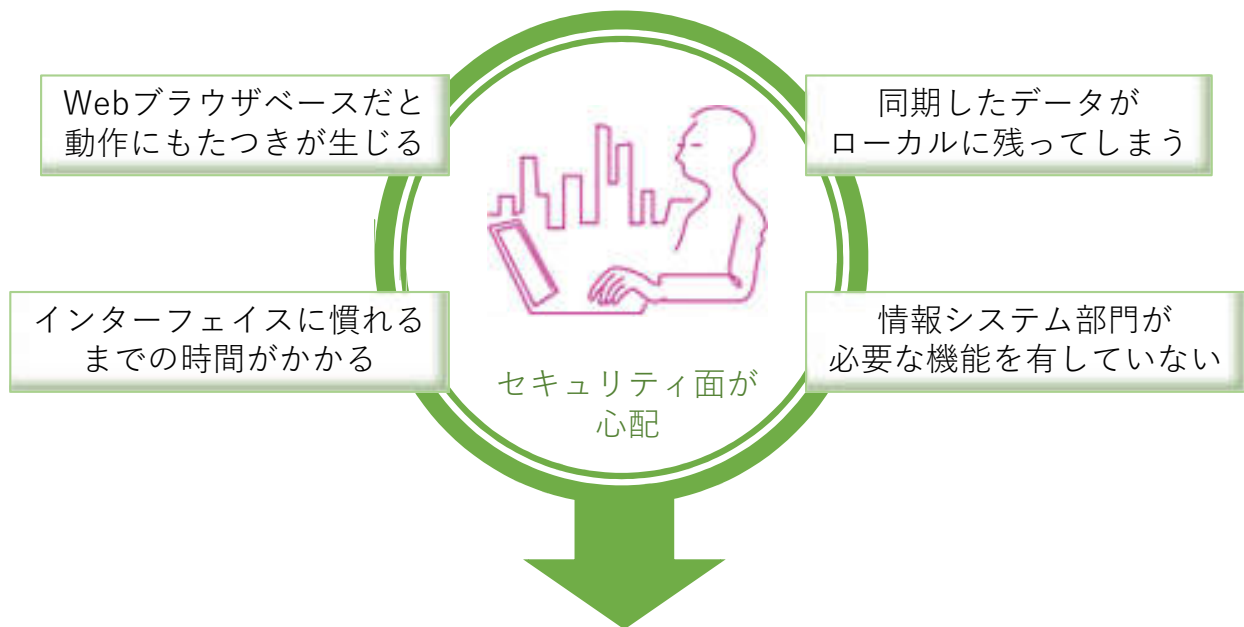 Webブラウザベースだと
動作にもたつきが生じる
同期したデータが
ローカルに残ってしまう
インターフェイスに慣れる
までの時間がかかる
情報システム部門が
必要な機能を有していない
セキュリティ面が
心配